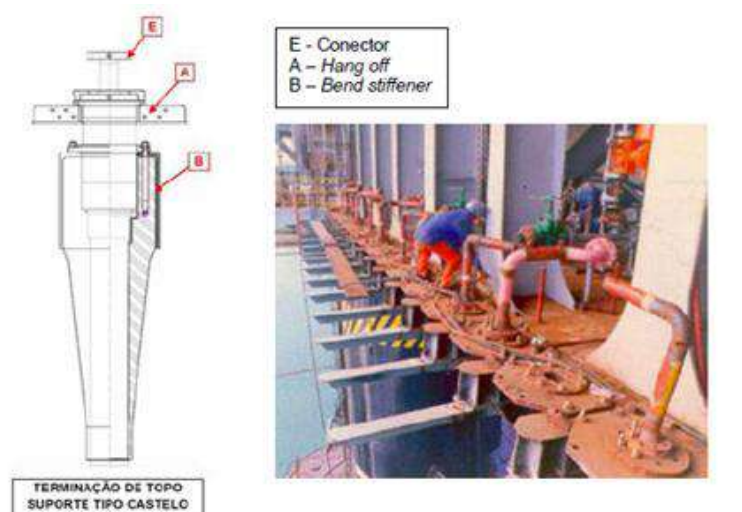 E
A
B
E - Conector
A – Hang off
B – Bend stiffener
TERMINAÇÃO DE TOPO
SUPORTE TIPO CASTELO